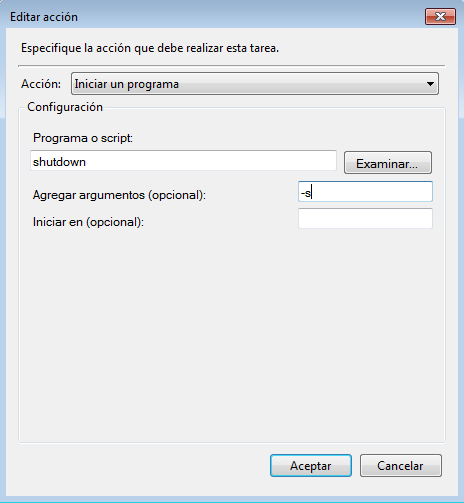 Editar acción
Especifique la acción que debe realizar esta tarea.
Acción: Iniciar un programa
Configuración
Programa o script:
shutdown Examinar...
Agregar argumentos (opcional): -s
Iniciar en (opcional):
Aceptar Cancelar